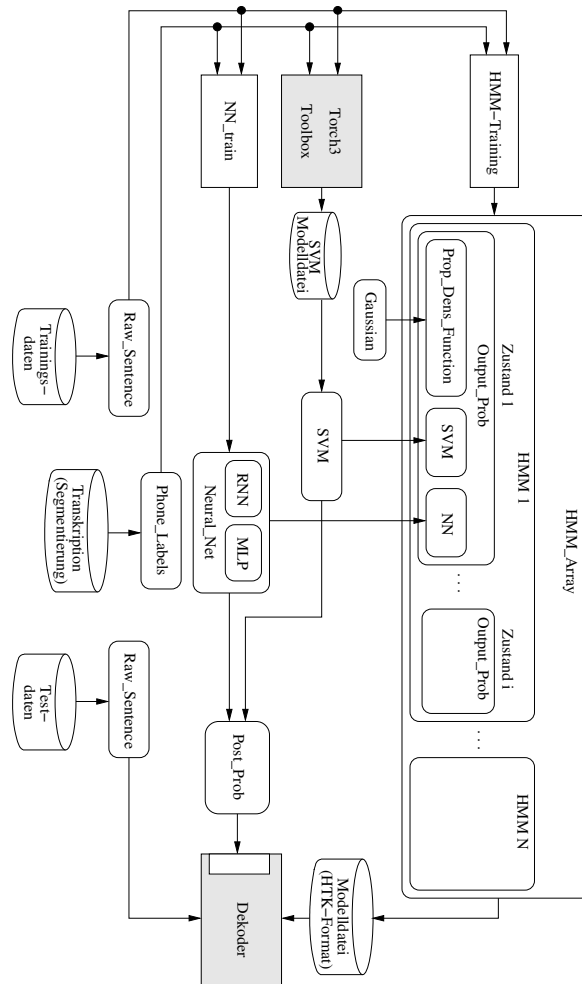 HMM_Array
HMM 1
HMM N
Zustand 1
Output_Prob
Zustand i
Output_Prob
Prop_Dens_Function
SVM
NN
. . .
. . .
HMM-Training
Gaussian
Modelldatei
(HTK-Format)
Torch3
Toolbox
SVM
Modelldatei
SVM
NN_train
RNN
MLP
Neural_Net
Post_Prob
Dekoder
Raw_Sentence
Phone_Labels
Raw_Sentence
Trainings-
daten
Transkription
(Segmentierung)
Test-
daten